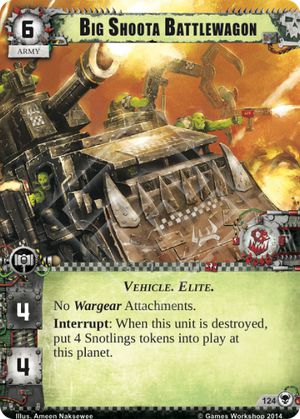 6
ARMY
BIG SHOOTA BATTLEWAGON
VEHICLE. ELITE.
4
4
No Wargear Attachments.
Interrupt: When this unit is destroyed,
put 4 Snotlings tokens into play at
this planet.
124
Illus. Ameen Naksewee
© Games Workshop 2014